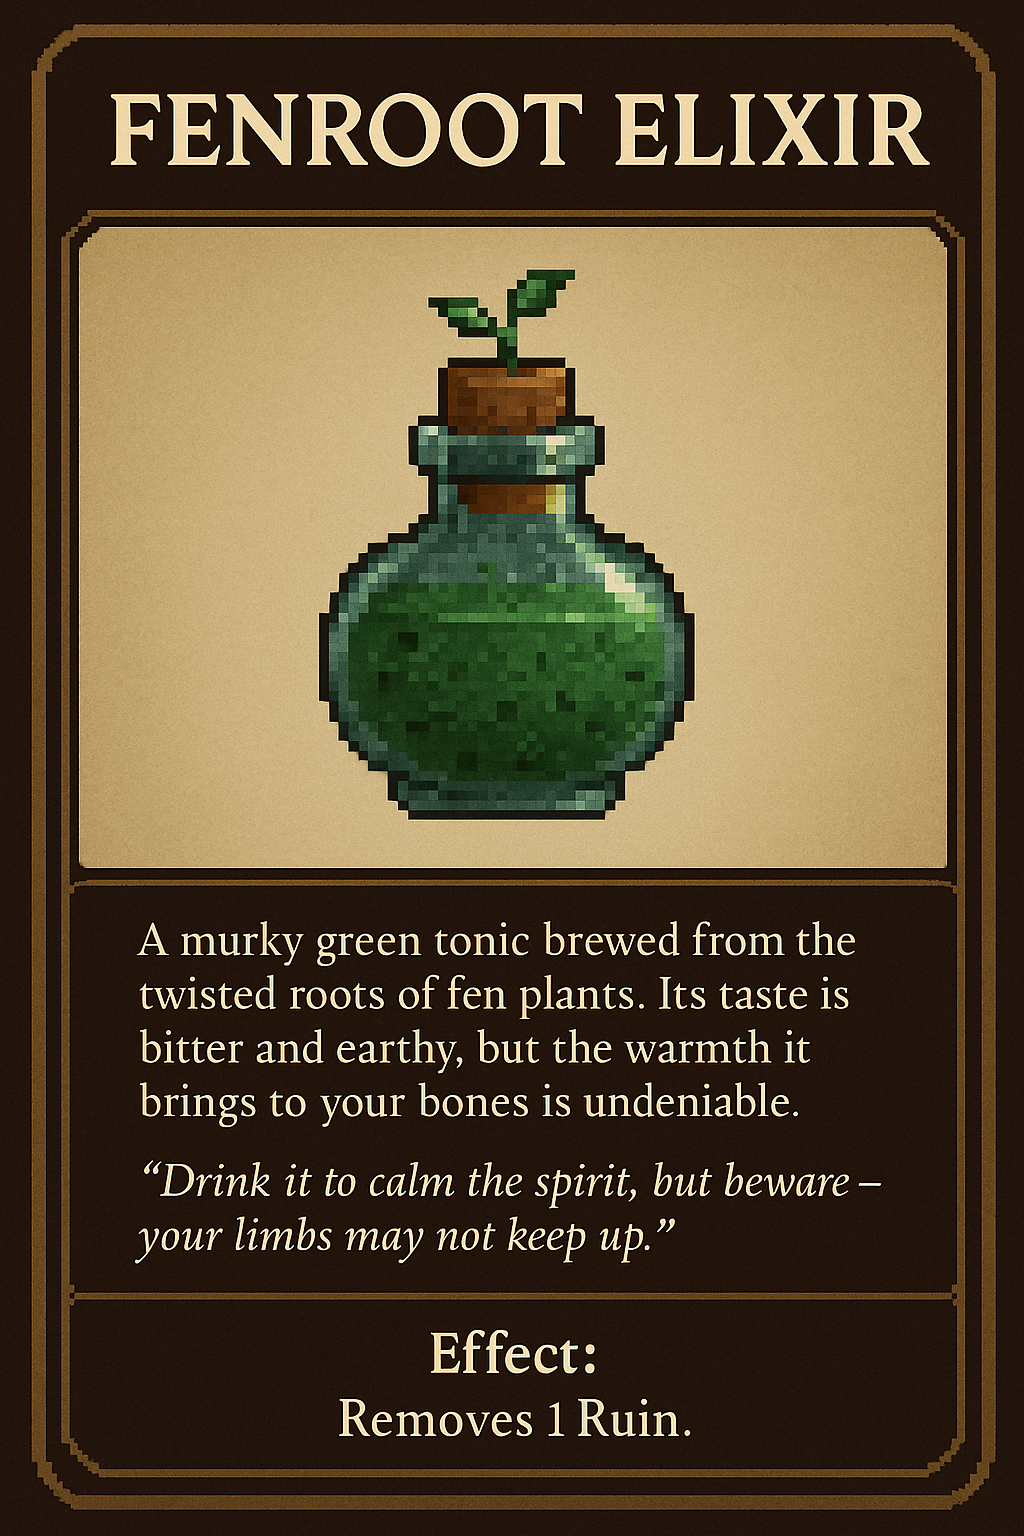 FENROOT ELIXIR
A murky green tonic brewed from the
twisted roots of fen plants. Its taste is
bitter and earthy, but the warmth it
brings to your bones is undeniable.
“Drink it to calm the spirit, but beware –
your limbs may not keep up.”
Effect:
Removes 1 Ruin.